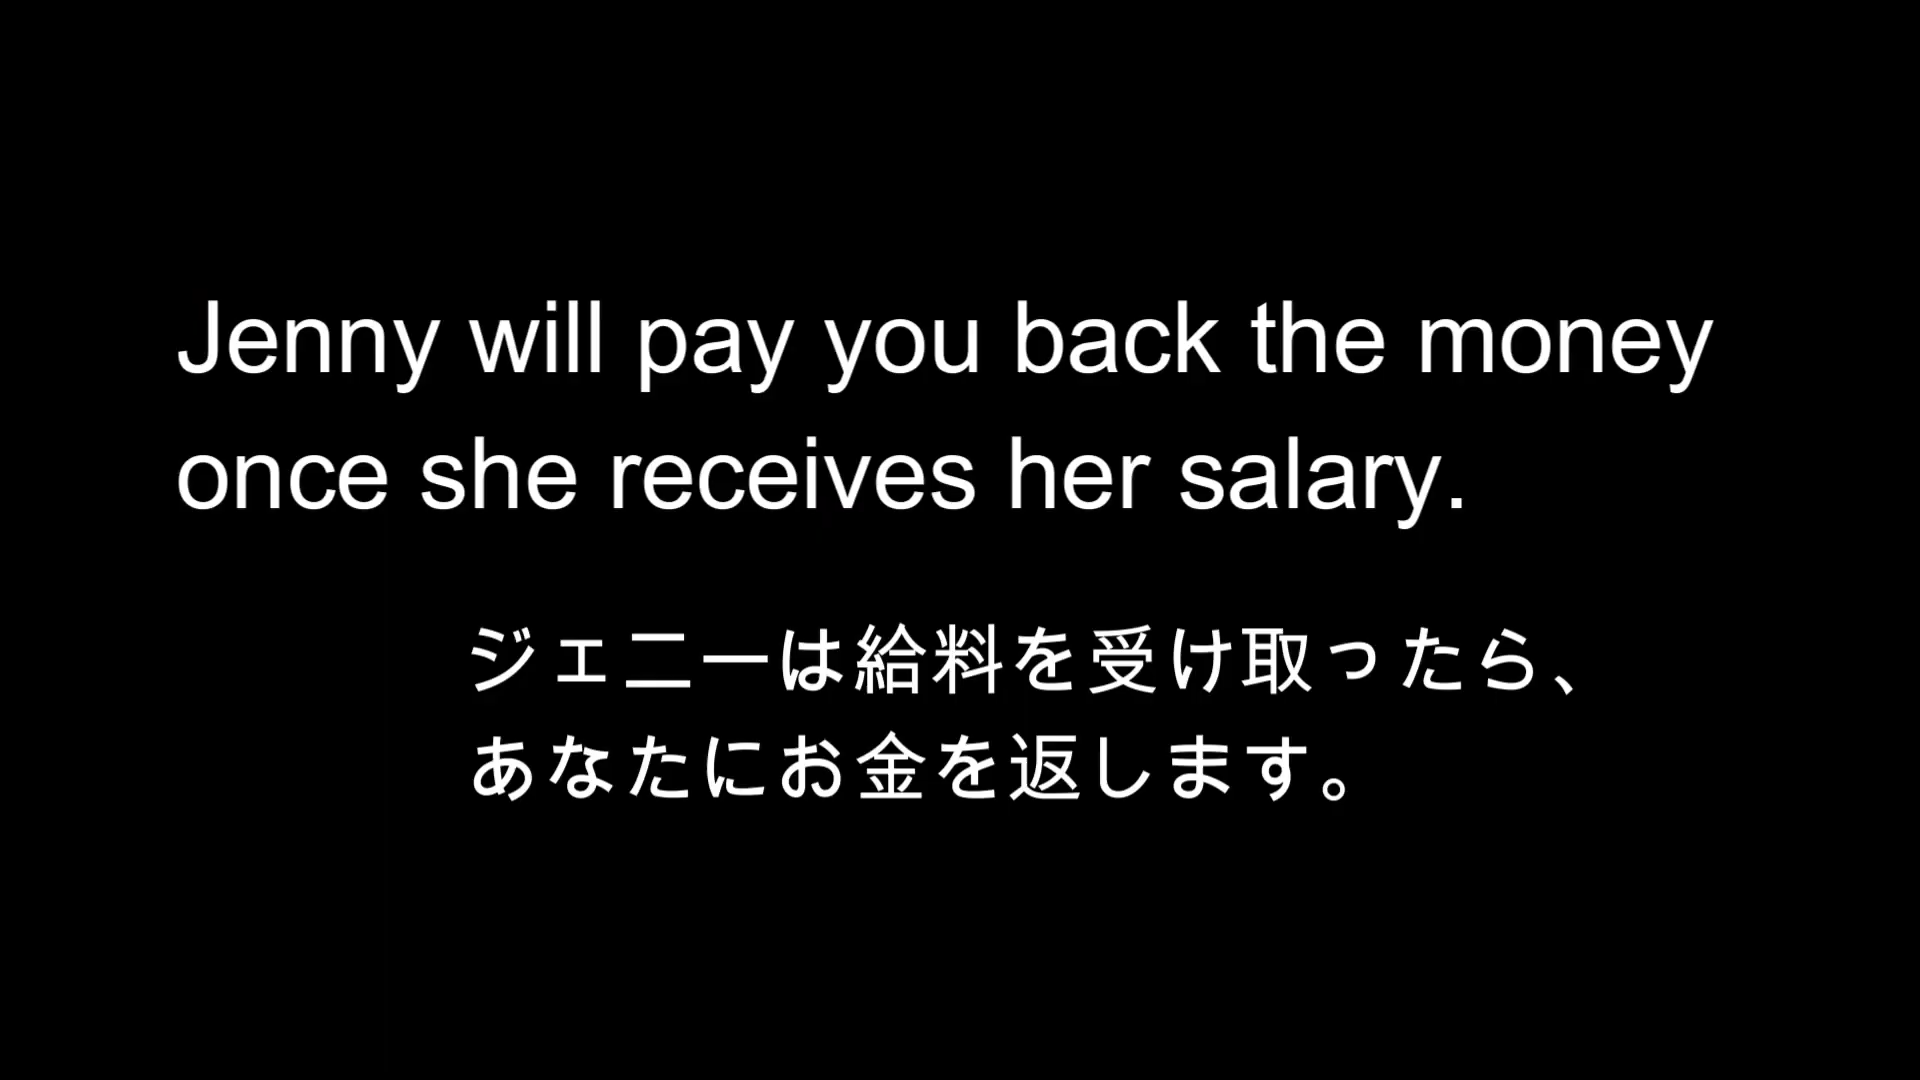 Jenny will pay you back the money
once she receives her salary.
ジェニーは給料を受け取ったら、
あなたにお金を返します。